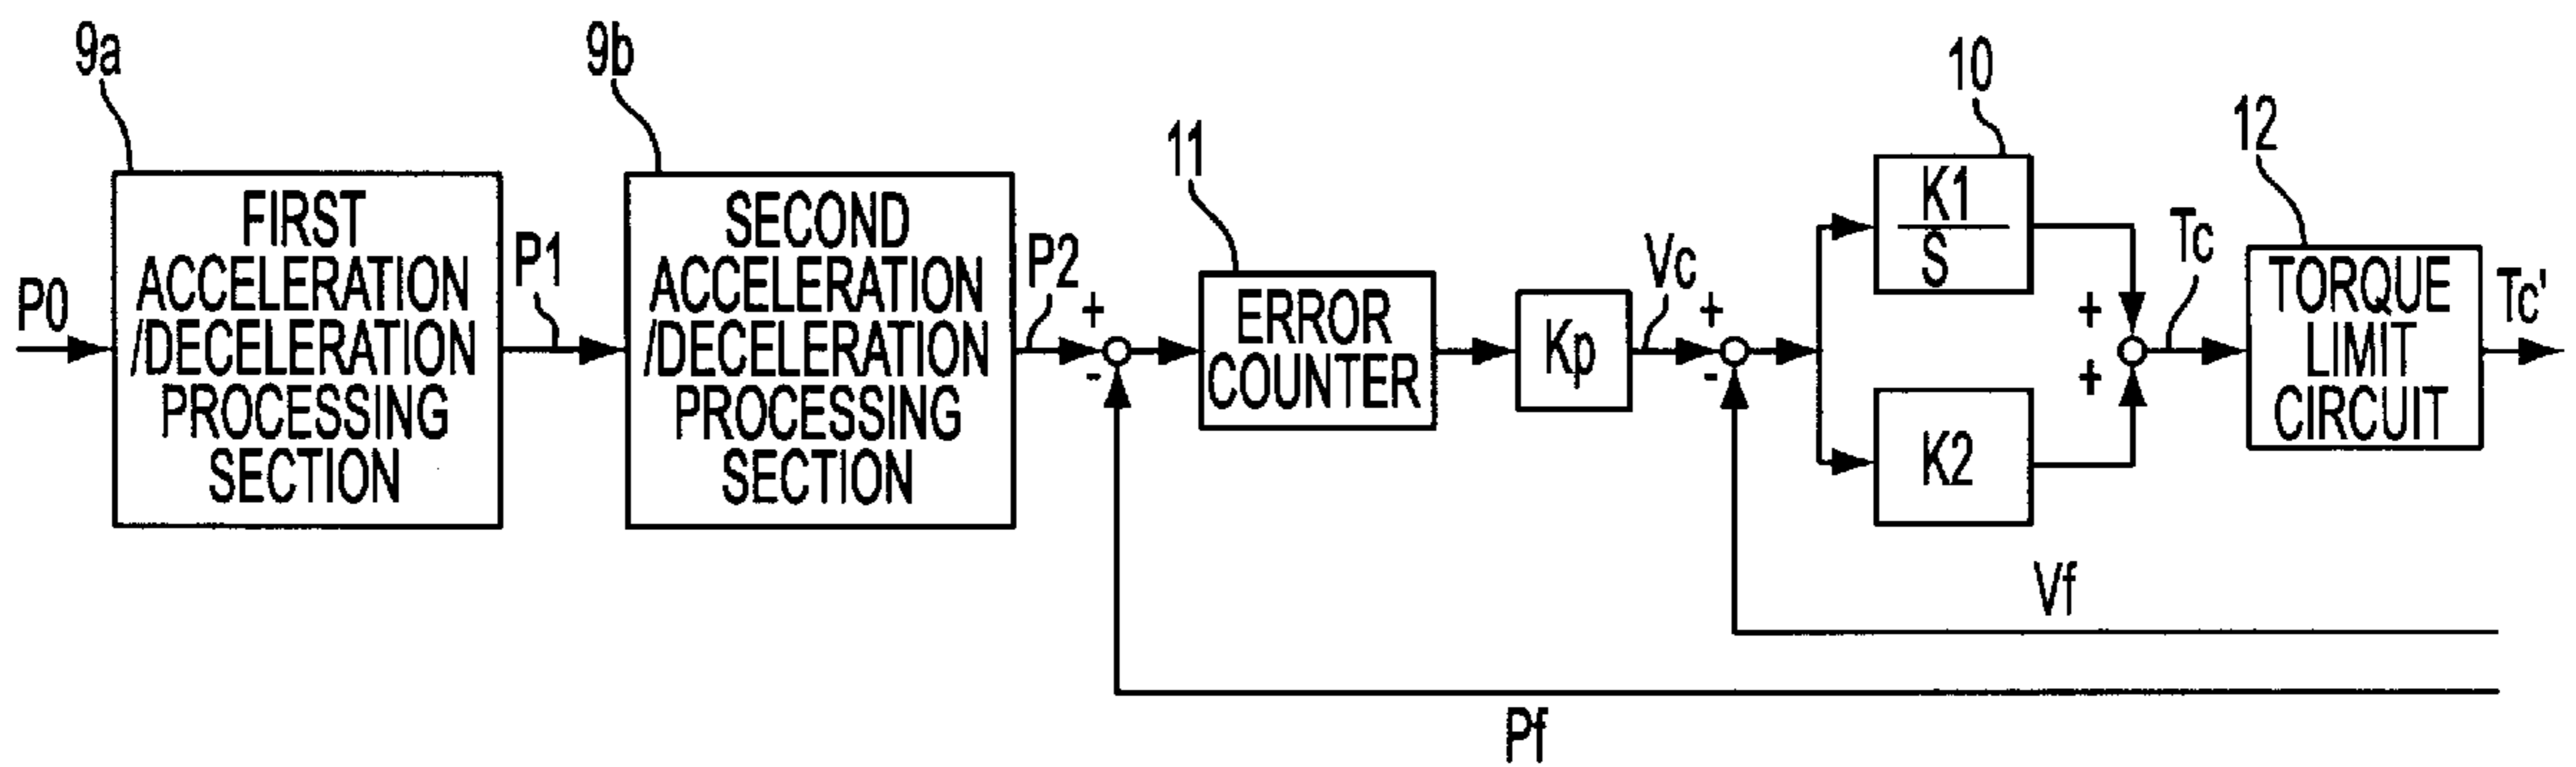 9a
9b
11
10
12
P0
FIRST
ACCELERATION
/DECELERATION
PROCESSING
SECTION
P1
SECOND
ACCELERATION
/DECELERATION
PROCESSING
SECTION
P2
+
-
ERROR
COUNTER
Kp
Vc
+
-
K1
S
K2
+
+
Tc
TORQUE
LIMIT
CIRCUIT
Tc'
Vf
Pf